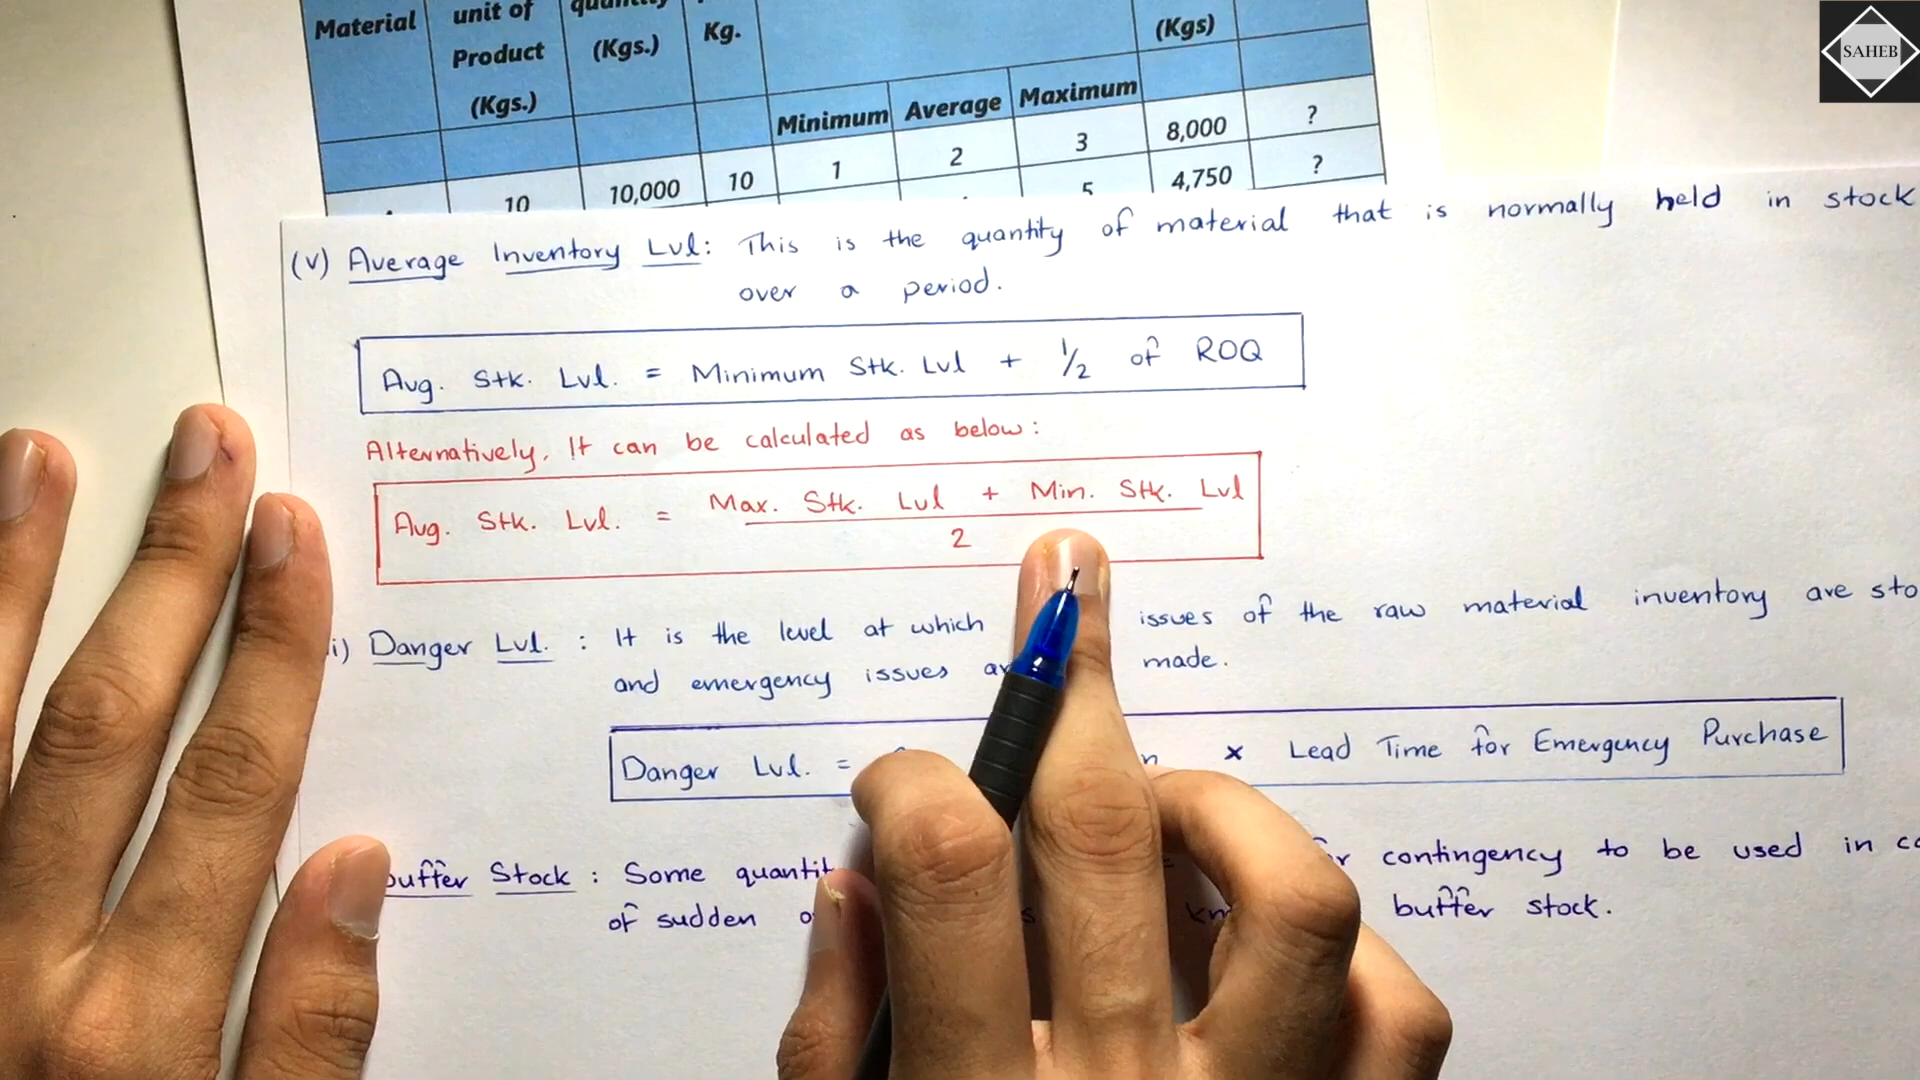 SAHEB
Material unit of Product (Kgs.) (Kgs.) Kg. (Kgs)
Minimum Average Maximum
10 10,000 10 1 2 3 8,000 ?
5 4,750 ?
(v) Average Inventory Lvl: This is the quantity of material that is normally held in stock
over a period.
Avg. Stk. Lvl. = Minimum Stk. Lvl + 1/2 of ROQ
Alternatively, It can be calculated as below:
Avg. Stk. Lvl. = Max. Stk. Lvl + Min. Stk. Lvl
2
i) Danger Lvl. : It is the level at which issues of the raw material inventory are sto
and emergency issues made.
Danger Lvl. = x Lead Time for Emergency Purchase
buffer Stock : Some contingency to be used in
of sudden buffer stock.